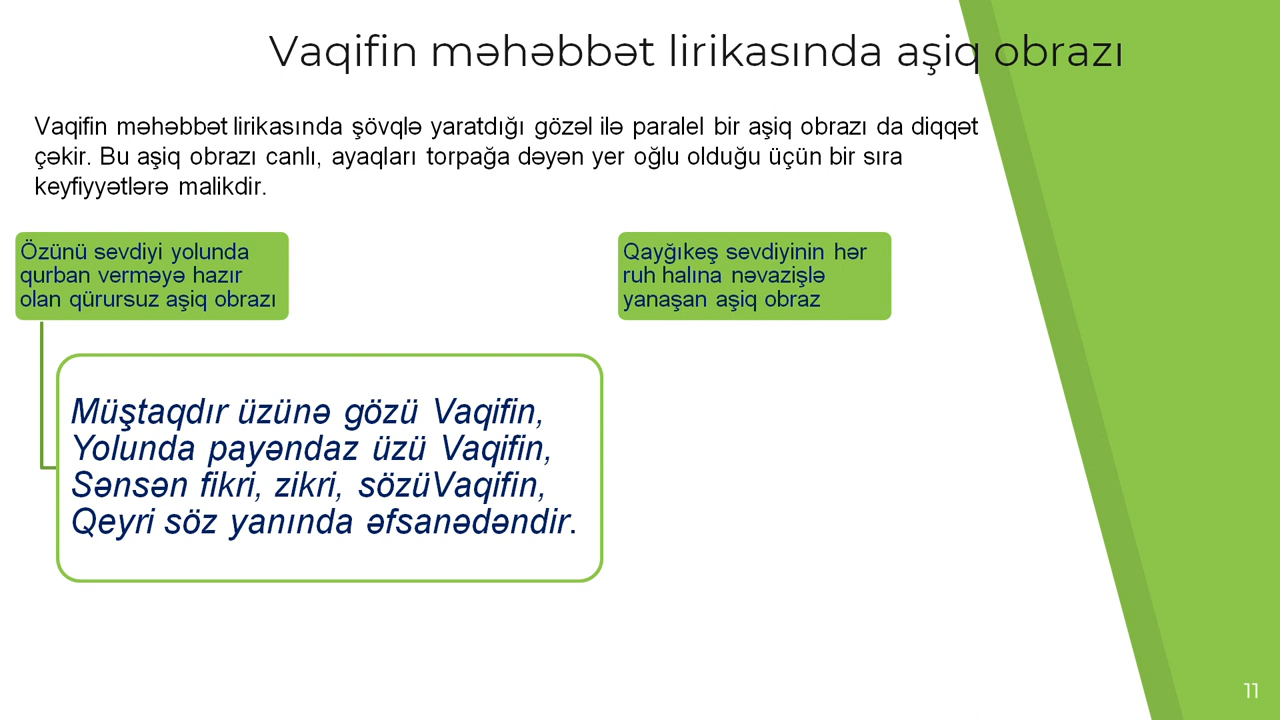 Vaqifin məhəbbət lirikasında aşiq obrazı
Vaqifin məhəbbət lirikasında şövqlə yaratdığı gözəl ilə paralel bir aşiq obrazı da diqqət
çəkir. Bu aşiq obrazı canlı, ayaqları torpağa dəyən yer oğlu olduğu üçün bir sıra
keyfiyyətlərə malikdir.
Özünü sevdiyi yolunda
qurban verməyə hazır
olan qürursuz aşiq obrazı
Qayğıkeş sevdiyinin hər
ruh halına nəvazişlə
yanaşan aşiq obraz
Müştaqdır üzünə gözü Vaqifin,
Yolunda payəndaz üzü Vaqifin,
Sənsən fikri, zikri, sözüVaqifin,
Qeyri söz yanında əfsanədəndir.
11